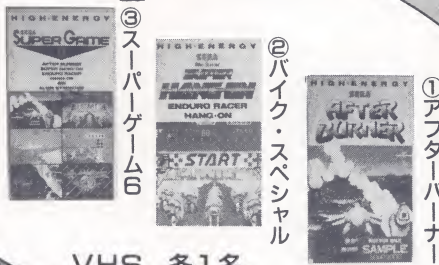 ①アフターバーナー
HIGH-ENERGY
SEGA
AFTER
BURNER
SAMPLE
②バイク・スペシャル
HIGH-ENERGY
SEGA
SUPER
HANG-ON
ENDURO RACER
HANG-ON
START
③スーパーゲーム6
HIGH-ENERGY
SEGA
SUPER GAME
AFTER BURNER
SUPER HANG-ON
ENDURO RACER
ALIEN SYNDROME
VHS 各1名